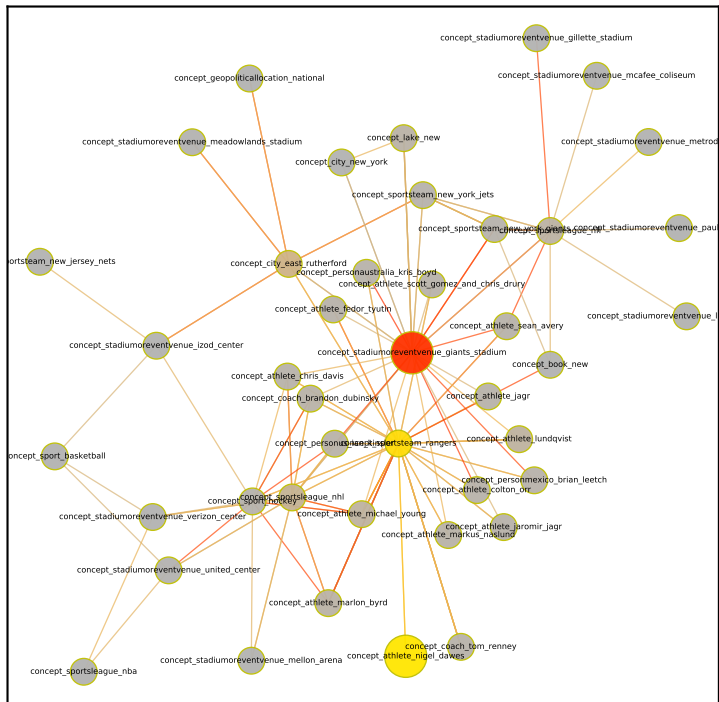 concept_stadiumoreventvenue_gillette_stadium
concept_stadiumoreventvenue_mcafee_coliseum
concept_geopoliticallocation_national
concept_stadiumoreventvenue_meadowlands_stadium
concept_lake_new
concept_stadiumoreventvenue_metrod
concept_city_new_york
concept_sportsteam_new_york_jets
concept_sportsteam_new_york_giants
concept_sportsleague_nfl
concept_stadiumoreventvenue_paul
ortsteam_new_jersey_nets
concept_city_east_rutherford
concept_personaustralia_kris_boyd
concept_athlete_scott_gomez_and_chris_drury
concept_athlete_fedor_tyutin
concept_stadiumoreventvenue_l
concept_athlete_sean_avery
concept_stadiumoreventvenue_izod_center
concept_stadiumoreventvenue_giants_stadium
concept_book_new
concept_athlete_chris_davis
concept_coach_brandon_dubinsky
concept_athlete_jagr
concept_sportsteam_rangers
concept_athlete_lundqvist
concept_sport_basketball
concept_personmexico_brian_leetch
concept_athlete_colton_orr
concept_sportsleague_nhl
concept_sport_hockey
concept_stadiumoreventvenue_verizon_center
concept_athlete_michael_young
concept_athlete_jaromir_jagr
concept_athlete_markus_naslund
concept_stadiumoreventvenue_united_center
concept_athlete_marlon_byrd
concept_coach_tom_renney
concept_athlete_nigel_dawes
concept_stadiumoreventvenue_mellon_arena
concept_sportsleague_nba